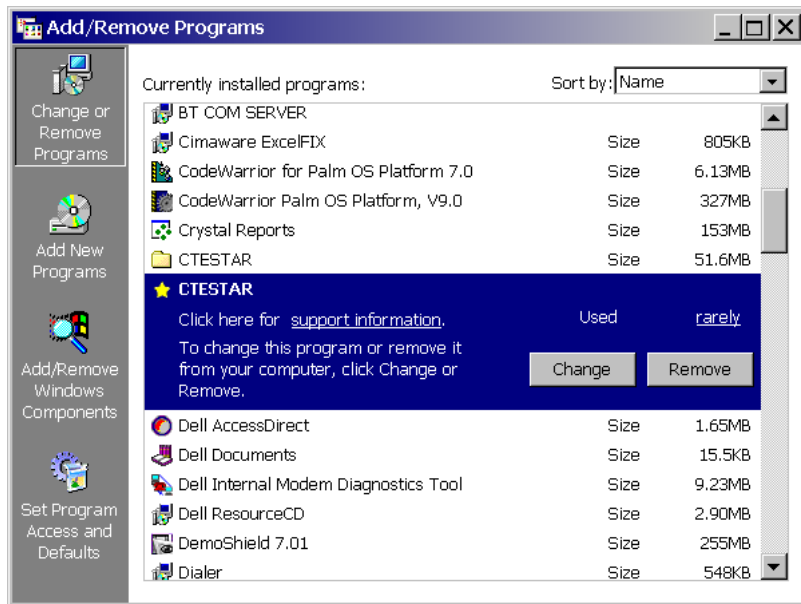 Add/Remove Programs
Change or
Remove
Programs
Add New
Programs
Add/Remove
Windows
Components
Set Program
Access and
Defaults
Currently installed programs: Sort by: Name
BT COM SERVER
Cimaware ExcelFIX Size 805KB
CodeWarrior for Palm OS Platform 7.0 Size 6.13MB
CodeWarrior Palm OS Platform, V9.0 Size 327MB
Crystal Reports Size 153MB
CTESTAR Size 51.6MB
CTESTAR
Click here for support information. Used rarely
To change this program or remove it
from your computer, click Change or
Remove.
Change Remove
Dell AccessDirect Size 1.65MB
Dell Documents Size 15.5KB
Dell Internal Modem Diagnostics Tool Size 9.23MB
Dell ResourceCD Size 2.90MB
DemoShield 7.01 Size 255MB
Dialer Size 548KB